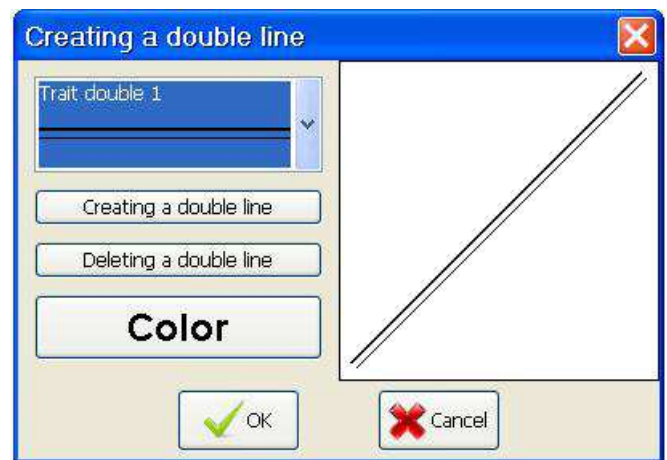 Creating a double line
Trait double 1
Creating a double line
Deleting a double line
Color
OK
Cancel